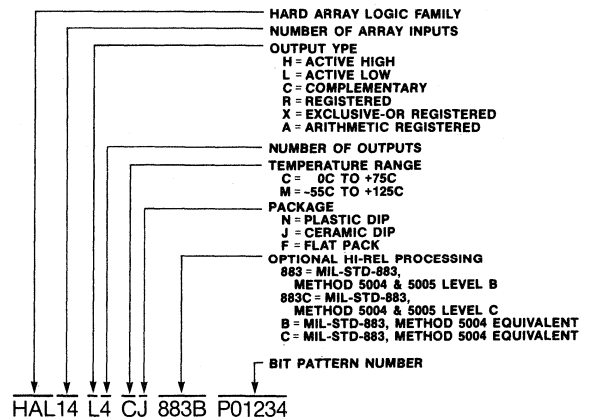 HARD ARRAY LOGIC FAMILY
NUMBER OF ARRAY INPUTS
OUTPUT YPE
H = ACTIVE HIGH
L = ACTIVE LOW
C = COMPLEMENTARY
R = REGISTERED
X = EXCLUSIVE-OR REGISTERED
A = ARITHMETIC REGISTERED
NUMBER OF OUTPUTS
TEMPERATURE RANGE
C = 0C TO +75C
M = -55C TO +125C
PACKAGE
N = PLASTIC DIP
J = CERAMIC DIP
F = FLAT PACK
OPTIONAL HI-REL PROCESSING
883 = MIL-STD-883,
METHOD 5004 & 5005 LEVEL B
883C = MIL-STD-883,
METHOD 5004 & 5005 LEVEL C
B = MIL-STD-883, METHOD 5004 EQUIVALENT
C = MIL-STD-883, METHOD 5004 EQUIVALENT
BIT PATTERN NUMBER
HAL14 L4 CJ 883B P01234